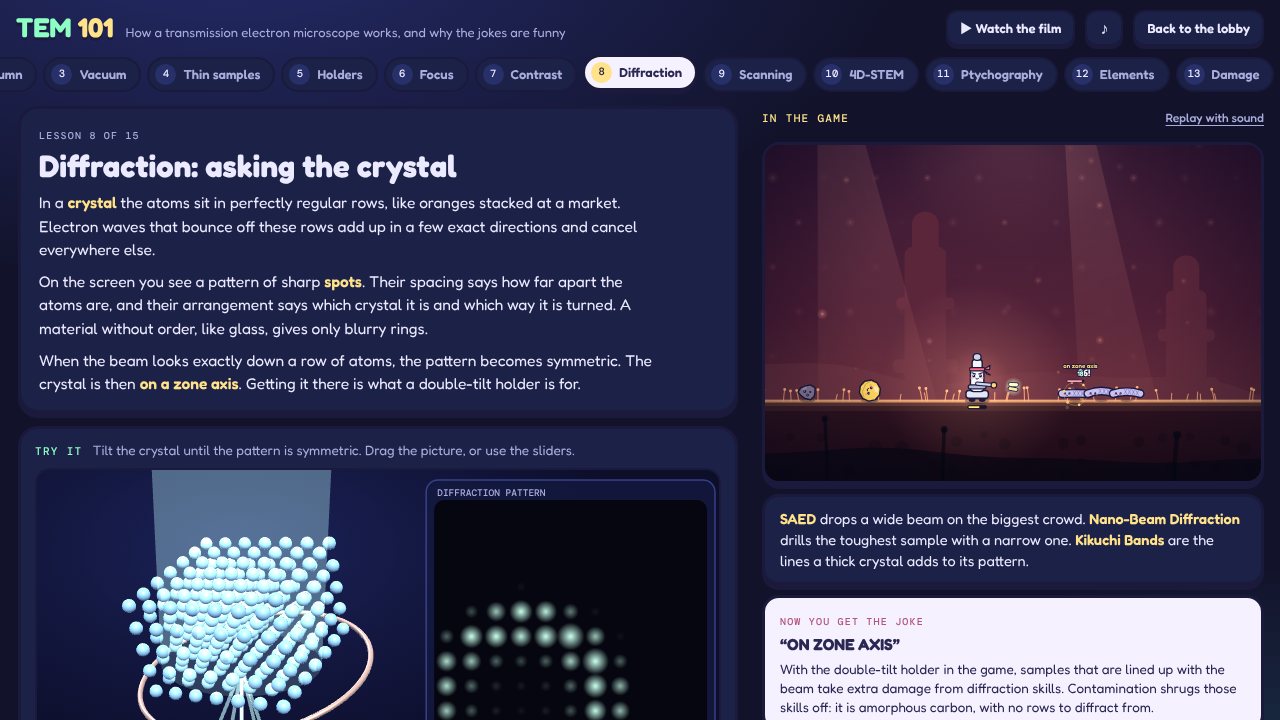 TEM 101
How a transmission electron microscope works, and why the jokes are funny
▶ Watch the film
♪
Back to the lobby
umn
3 Vacuum
4 Thin samples
5 Holders
6 Focus
7 Contrast
8 Diffraction
9 Scanning
10 4D-STEM
11 Ptychography
12 Elements
13 Damage
LESSON 8 OF 15
Diffraction: asking the crystal
In a crystal the atoms sit in perfectly regular rows, like oranges stacked at a market.
Electron waves that bounce off these rows add up in a few exact directions and cancel
everywhere else.
On the screen you see a pattern of sharp spots. Their spacing says how far apart the
atoms are, and their arrangement says which crystal it is and which way it is turned. A
material without order, like glass, gives only blurry rings.
When the beam looks exactly down a row of atoms, the pattern becomes symmetric. The
crystal is then on a zone axis. Getting it there is what a double-tilt holder is for.
TRY IT Tilt the crystal until the pattern is symmetric. Drag the picture, or use the sliders.
DIFFRACTION PATTERN
IN THE GAME
Replay with sound
on zone axis
SAED drops a wide beam on the biggest crowd. Nano-Beam Diffraction
drills the toughest sample with a narrow one. Kikuchi Bands are the
lines a thick crystal adds to its pattern.
NOW YOU GET THE JOKE
“ON ZONE AXIS”
With the double-tilt holder in the game, samples that are lined up with the
beam take extra damage from diffraction skills. Contamination shrugs those
skills off: it is amorphous carbon, with no rows to diffract from.